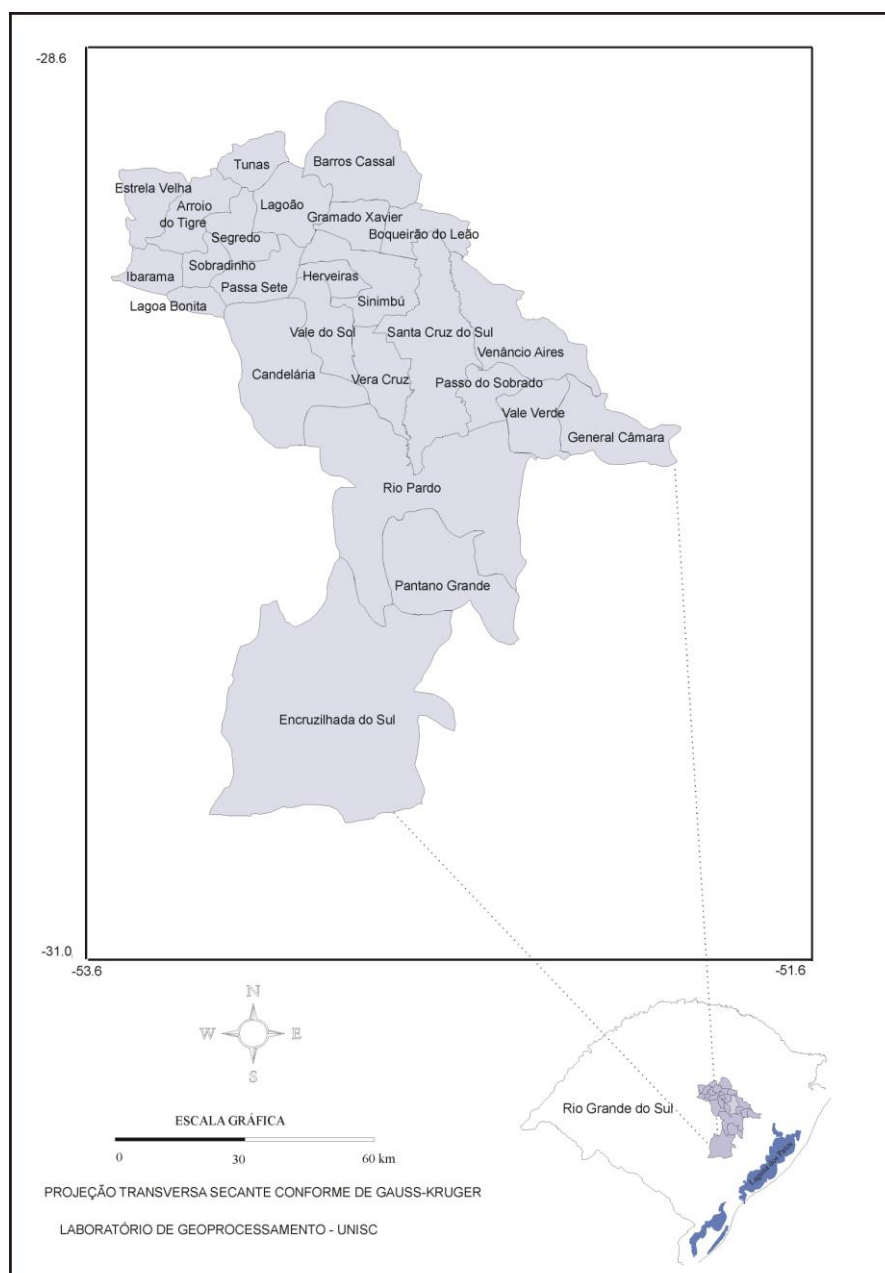 -28.6
Tunas
Barros Cassal
Estrela Velha
Arroio
do Tigre
Lagoão
Gramado Xavier
Segredo
Boqueirão do Leão
Sobradinho
Ibarama
Herveiras
Passa Sete
Sinimbú
Lagoa Bonita
Vale do Sol
Santa Cruz do Sul
Venâncio Aires
Candelária
Vera Cruz
Passo do Sobrado
Vale Verde
General Câmara
Rio Pardo
Pantano Grande
Encruzilhada do Sul
-31.0
-53.6
-51.6
N
W
E
S
Rio Grande do Sul
Lagoa dos Patos
ESCALA GRÁFICA
0 30 60 km
PROJEÇÃO TRANSVERSA SECANTE CONFORME DE GAUSS-KRUGER
LABORATÓRIO DE GEOPROCESSAMENTO - UNISC